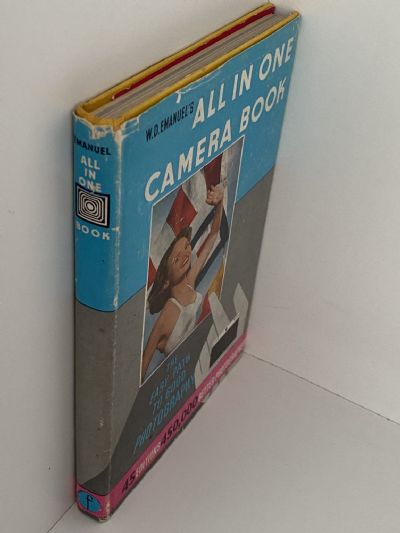 EMANUEL
ALL
IN
ONE
BOOK
f
W.D. EMANUEL'S
ALL IN ONE
CAMERA BOOK
THE
EASY PATH
TO GOOD
PHOTOGRAPHY
45 EDITIONS 450,000